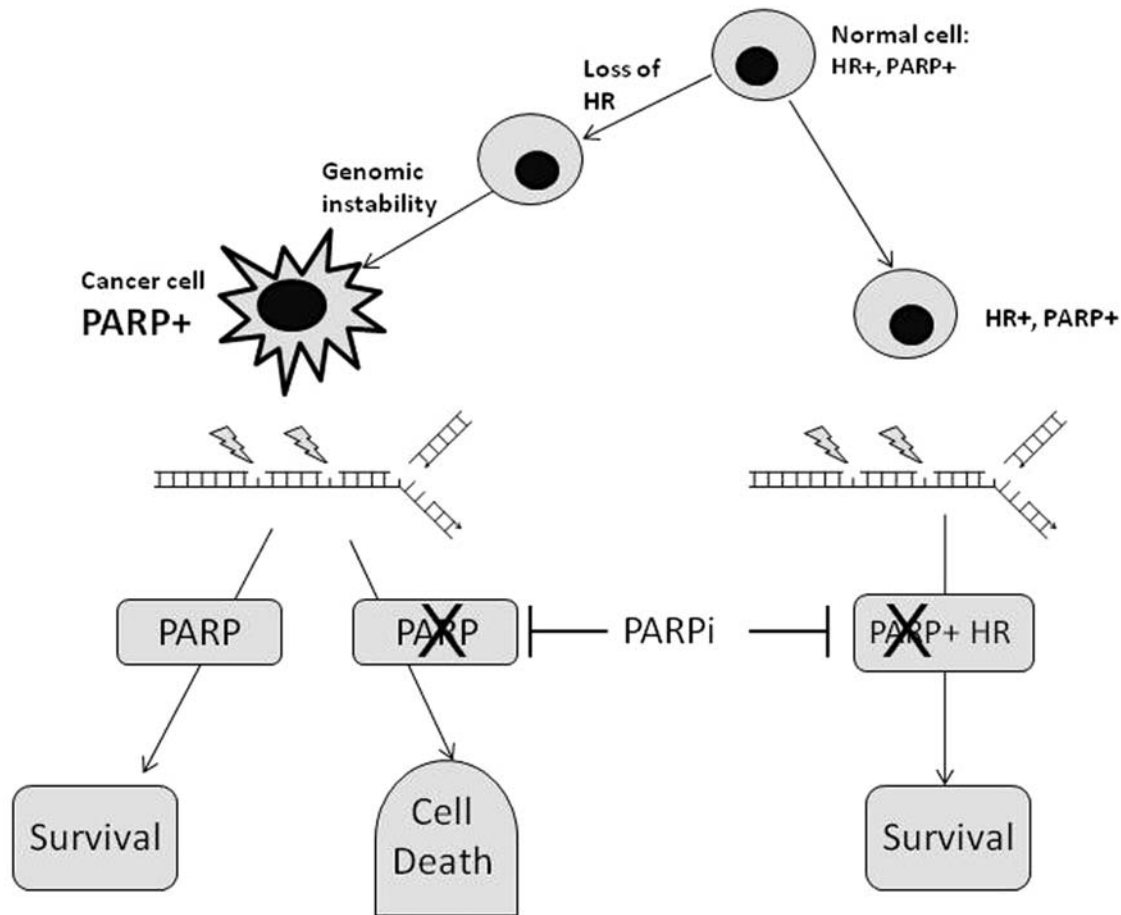 Normal cell:
HR+, PARP+
Loss of
HR
Genomic
instability
Cancer cell
PARP+
HR+, PARP+
PARP
PARP
PARPi
PARP+ HR
Survival
Cell
Death
Survival